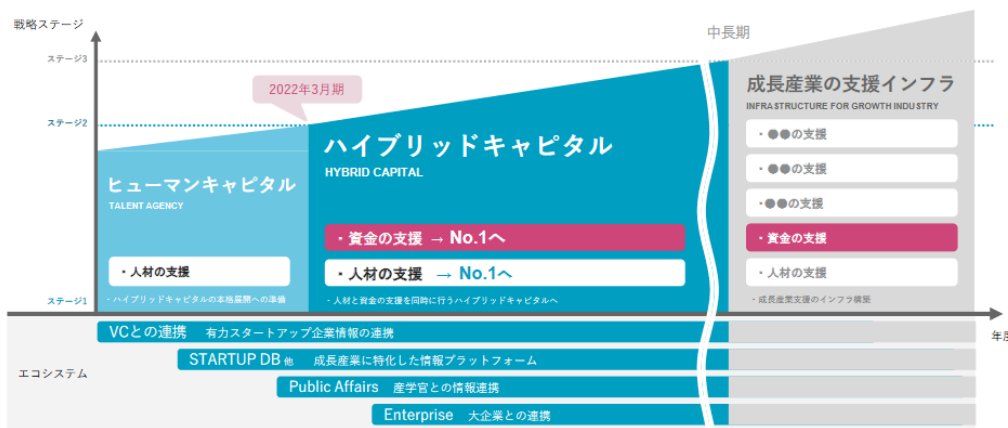 戦略ステージ
中長期
ステージ3
2022年3月期
成長産業の支援インフラ
INFRASTRUCTURE FOR GROWTH INDUSTRY
ステージ2
・●●の支援
ハイブリッドキャピタル
HYBRID CAPITAL
・●●の支援
ヒューマンキャピタル
TALENT AGENCY
・●●の支援
・資金の支援 → No.1へ
・資金の支援
・人材の支援
・人材の支援 → No.1へ
・人材の支援
ステージ1
・ハイブリッドキャピタルの本格展開への準備
・人材と資金の支援を同時に行うハイブリッドキャピタルへ
・成長産業支援のインフラ構築
年度
VCとの連携 有力スタートアップ企業情報の連携
STARTUP DB 他 成長産業に特化した情報プラットフォーム
エコシステム
Public Affairs 産学官との情報連携
Enterprise 大企業との連携